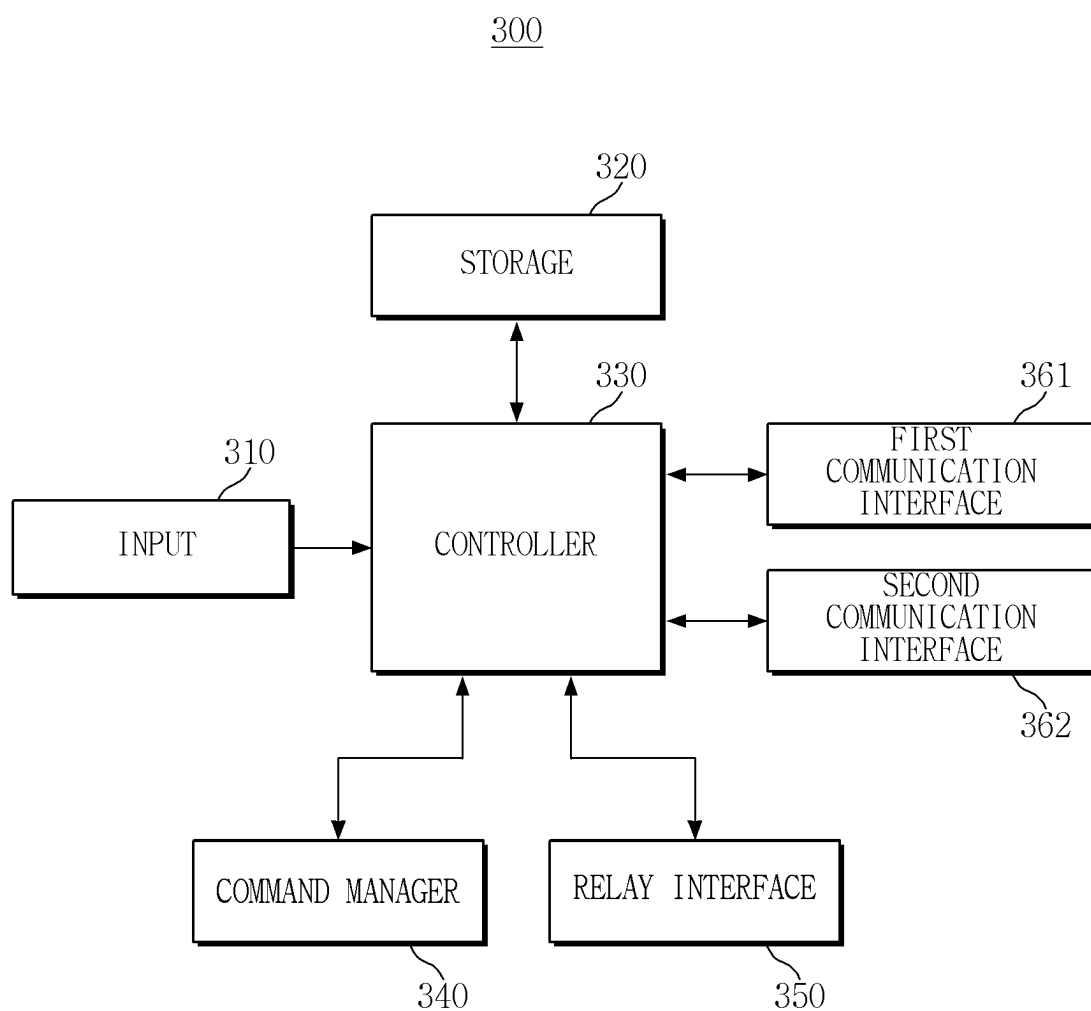 300
320
STORAGE
330
361
310
FIRST
COMMUNICATION
INTERFACE
INPUT
CONTROLLER
SECOND
COMMUNICATION
INTERFACE
362
COMMAND MANAGER
RELAY INTERFACE
340
350